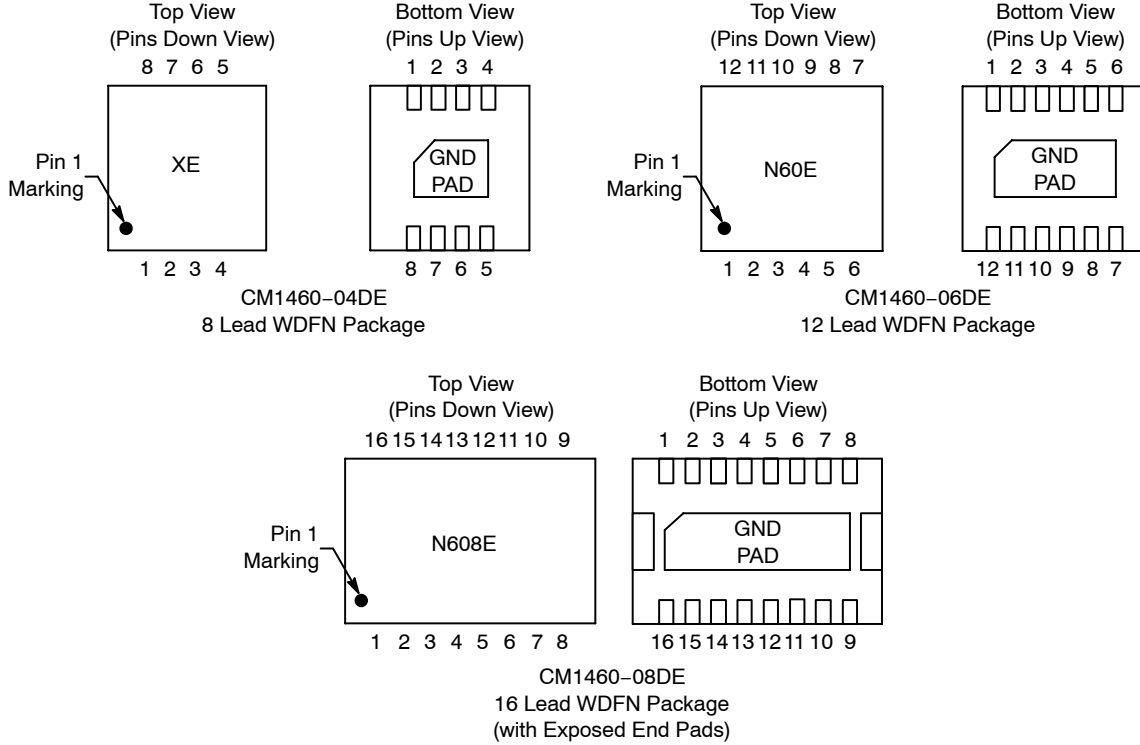 Top View
(Pins Down View)
8 7 6 5
XE
Pin 1
Marking
1 2 3 4
Bottom View
(Pins Up View)
1 2 3 4
GND
PAD
8 7 6 5
CM1460−04DE
8 Lead WDFN Package
Top View
(Pins Down View)
12 11 10 9 8 7
N60E
Pin 1
Marking
1 2 3 4 5 6
Bottom View
(Pins Up View)
1 2 3 4 5 6
GND
PAD
12 11 10 9 8 7
CM1460−06DE
12 Lead WDFN Package
Top View
(Pins Down View)
16 15 14 13 12 11 10 9
N608E
Pin 1
Marking
1 2 3 4 5 6 7 8
Bottom View
(Pins Up View)
1 2 3 4 5 6 7 8
GND
PAD
16 15 14 13 12 11 10 9
CM1460−08DE
16 Lead WDFN Package
(with Exposed End Pads)